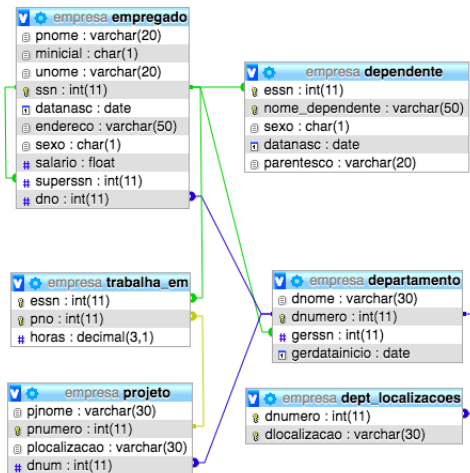 empresa empregado
pnome : varchar(20)
minicial : char(1)
unome : varchar(20)
ssn : int(11)
datanasc : date
endereco : varchar(50)
sexo : char(1)
salario : float
superssn : int(11)
dno : int(11)
empresa dependente
essn : int(11)
nome_dependente : varchar(50)
sexo : char(1)
datanasc : date
parentesco : varchar(20)
empresa trabalha_em
essn : int(11)
pno : int(11)
horas : decimal(3,1)
empresa departamento
dnome : varchar(30)
dnumero : int(11)
gerssn : int(11)
gerdatainicio : date
empresa projeto
pjnome : varchar(30)
pnumero : int(11)
plocalizacao : varchar(30)
dnum : int(11)
empresa dept_localizacoes
dnumero : int(11)
dlocalizacao : varchar(30)